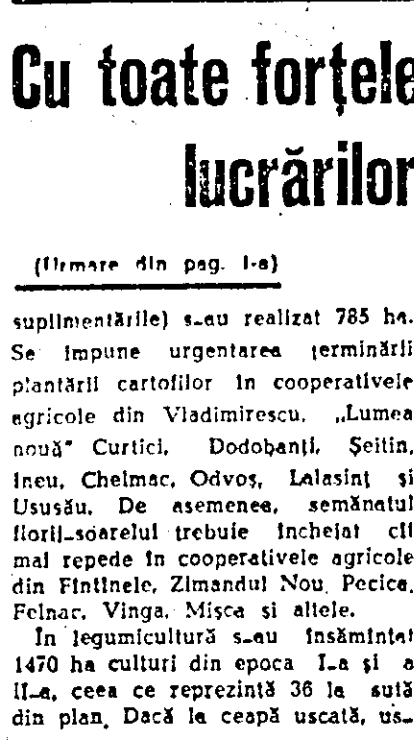 Cu toate forțele
lucrărilor
(Urmare din pag. I-a)
suplimentările) s-au realizat 785 ha.
Se impune urgentarea terminării
plantării cartofilor în cooperativele
agricole din Vladimirescu, „Lumea
nouă" Curtici, Dorobanți, Șeitin,
Ineu, Chelmac, Odvoș, Lalasinț și
Ususău. De asemenea, semănatul
florii-soarelui trebuie încheiat cît
mai repede în cooperativele agricole
din Fîntînele, Zimandul Nou, Pecica,
Felnac, Vinga, Mișca și altele.
În legumicultură s-au însămînțat
1470 ha culturi din epoca I-a și a
II-a, ceea ce reprezintă 36 la sută
din plan. Dacă la ceapă uscată, us-